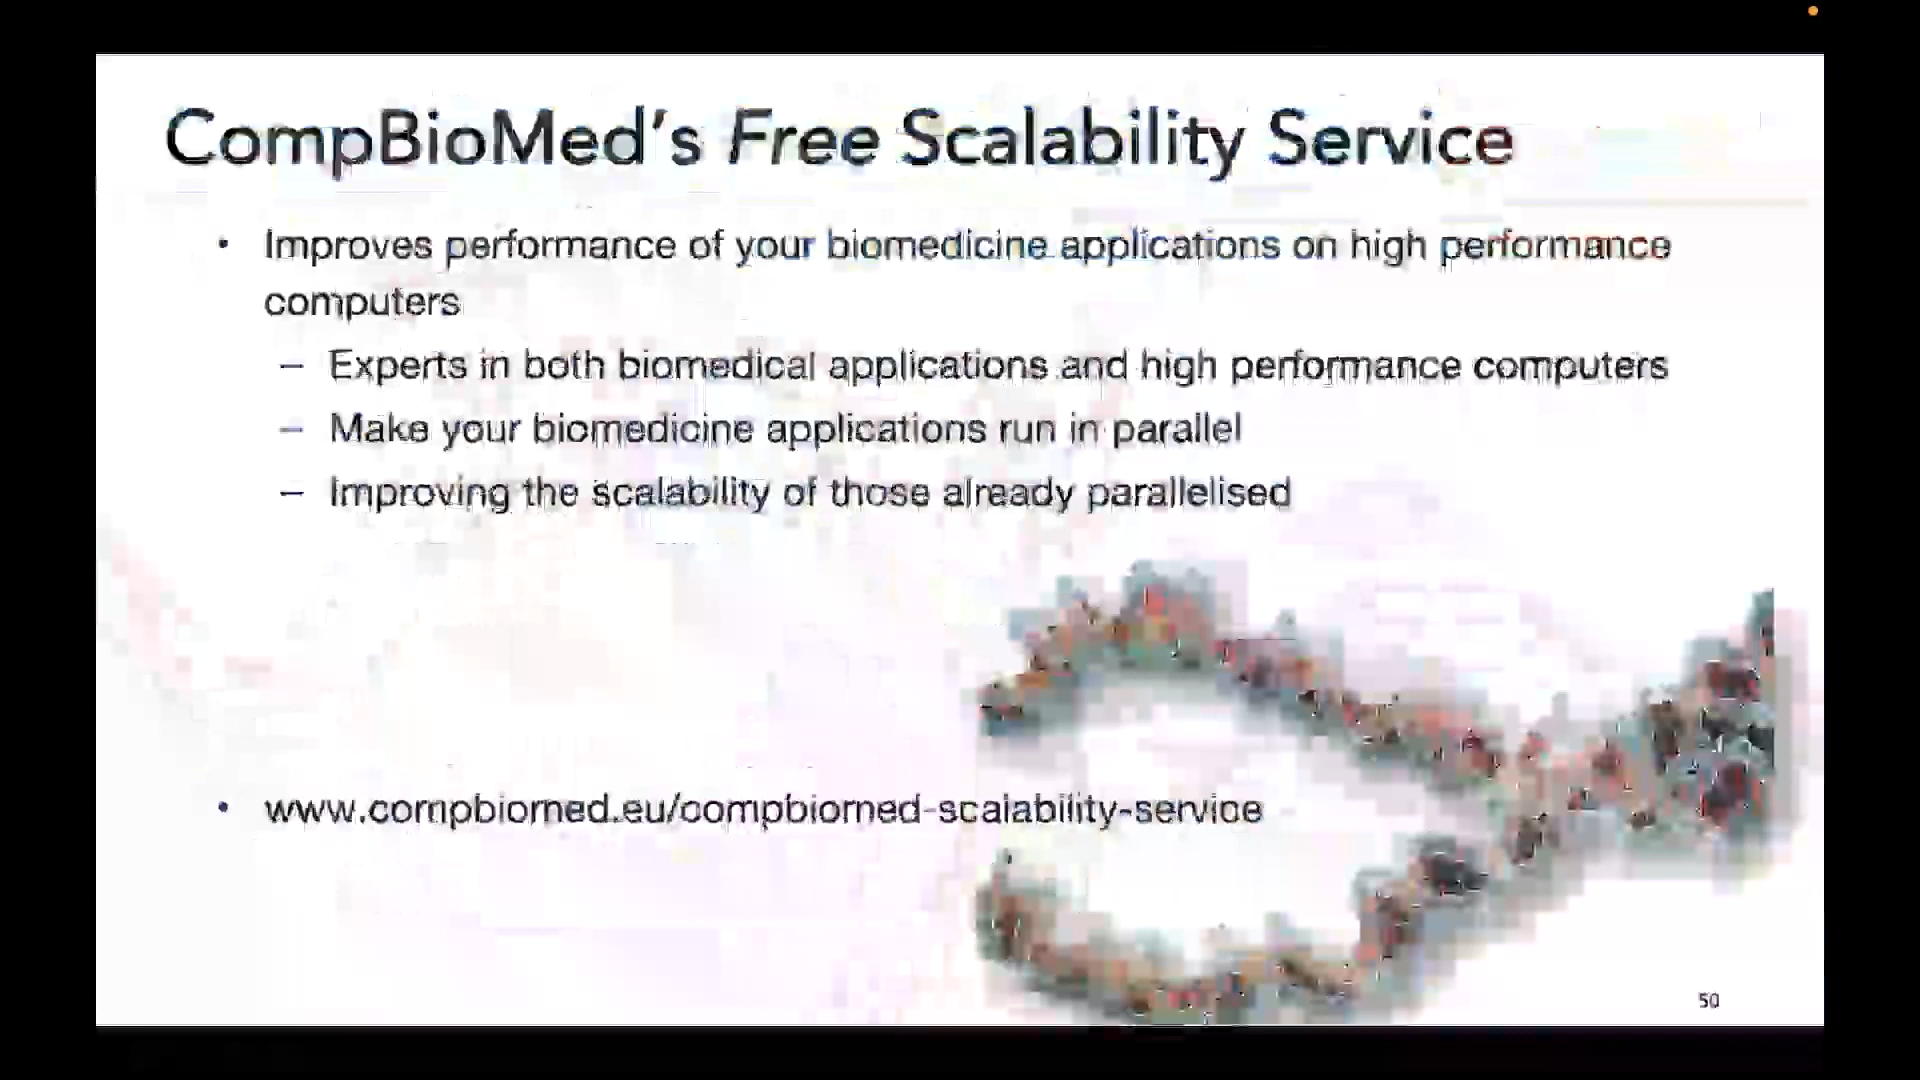 CompBioMed's Free Scalability Service
• Improves performance of your biomedicine applications on high performance
computers
– Experts in both biomedical applications and high performance computers
– Make your biomedicine applications run in parallel
– Improving the scalability of those already parallelised
• www.compbiomed.eu/compbiomed-scalability-service
50